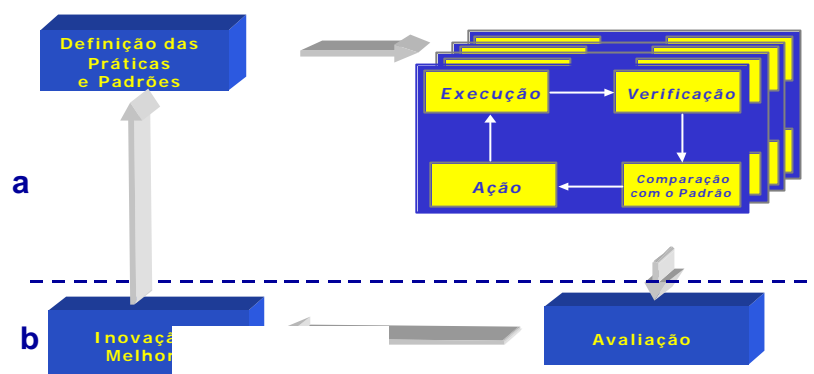 Definição das
Práticas
e Padrões
Execução
Verificação
Ação
Comparação
com o Padrão
a
b
Avaliação